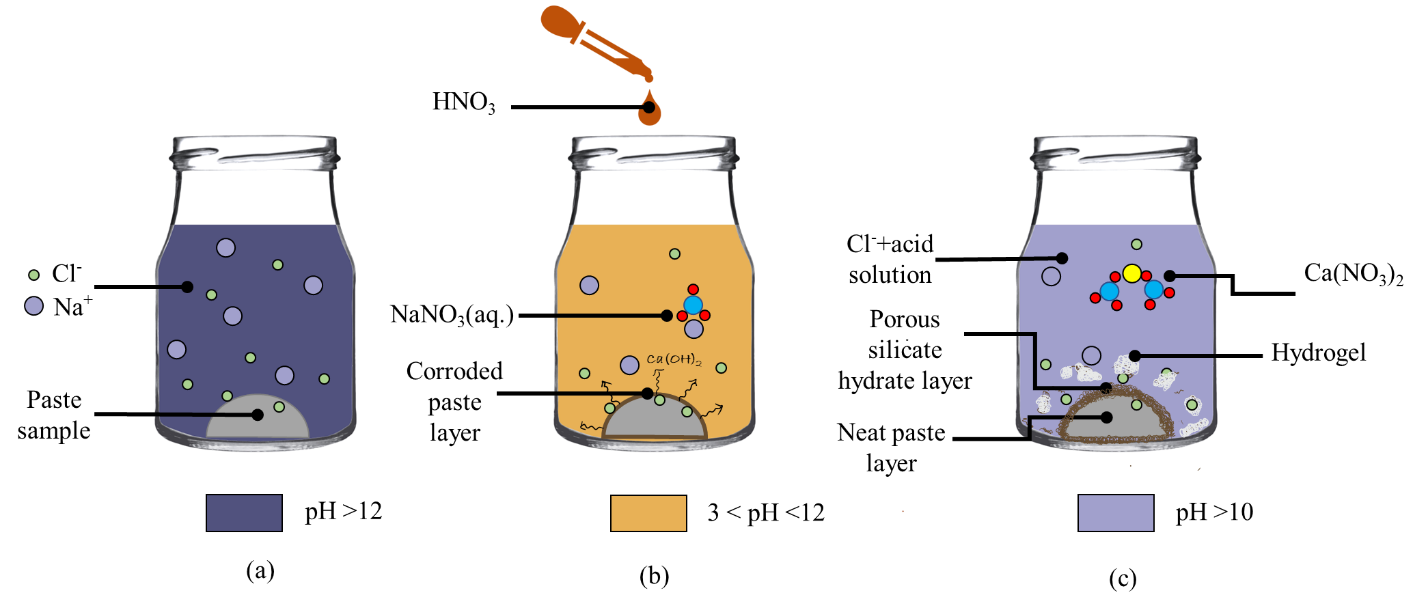 HNO₃
Cl⁻
Na⁺
Paste
sample
pH >12
(a)
NaNO₃(aq.)
Ca(OH)₂
Corroded
paste
layer
3 < pH <12
(b)
Cl⁻+acid
solution
Ca(NO₃)₂
Porous
silicate
hydrate layer
Hydrogel
Neat paste
layer
pH >10
(c)